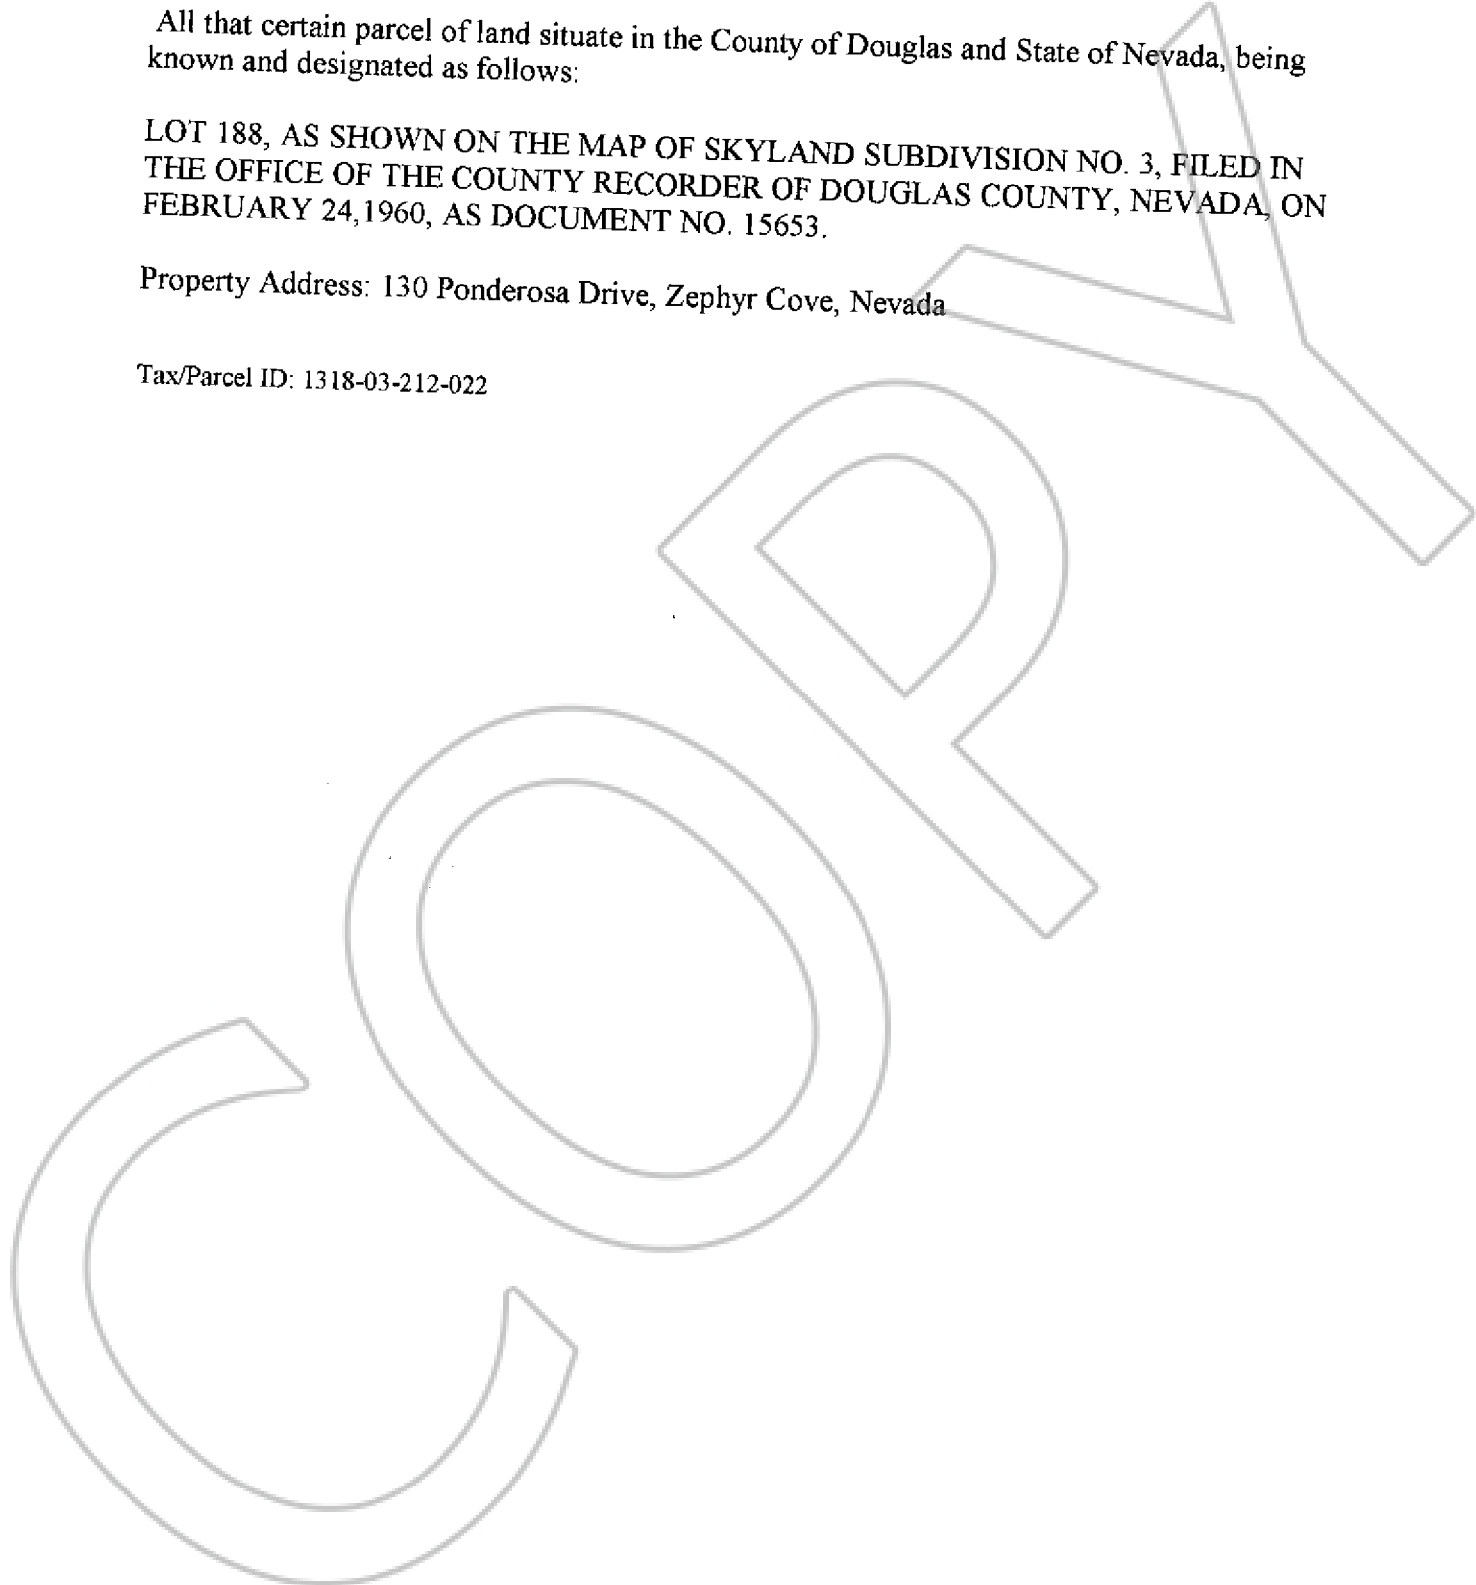 All that certain parcel of land situate in the County of Douglas and State of Nevada, being
known and designated as follows:
LOT 188, AS SHOWN ON THE MAP OF SKYLAND SUBDIVISION NO. 3, FILED IN
THE OFFICE OF THE COUNTY RECORDER OF DOUGLAS COUNTY, NEVADA, ON
FEBRUARY 24,1960, AS DOCUMENT NO. 15653.
Property Address: 130 Ponderosa Drive, Zephyr Cove, Nevada
Tax/Parcel ID: 1318-03-212-022
COPY